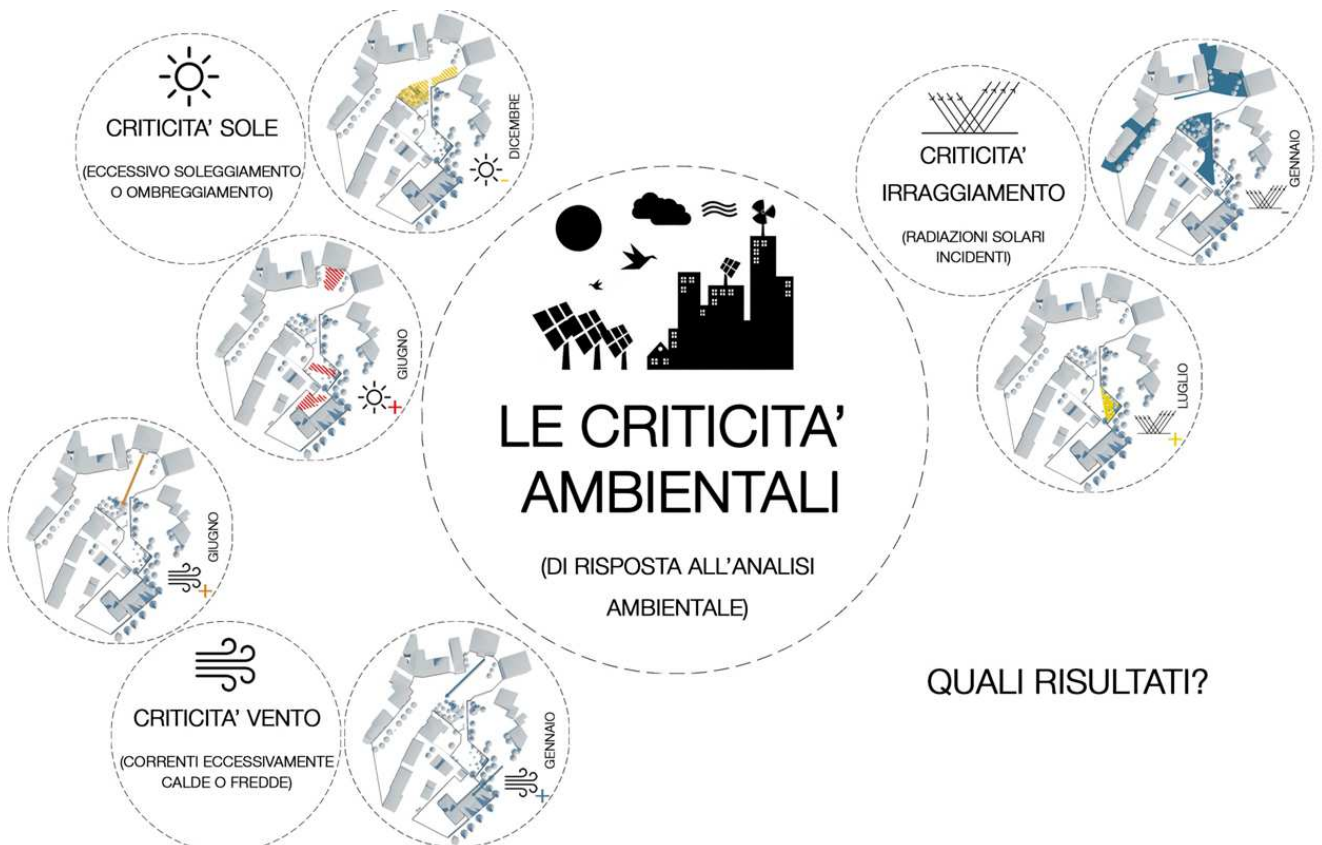 CRITICITA' SOLE
(ECCESSIVO SOLEGGIAMENTO
O OMBREGGIAMENTO)
DICEMBRE
GIUGNO
CRITICITA'
IRRAGGIAMENTO
(RADIAZIONI SOLARI
INCIDENTI)
GENNAIO
LUGLIO
LE CRITICITA'
AMBIENTALI
(DI RISPOSTA ALL'ANALISI
AMBIENTALE)
GIUGNO
CRITICITA' VENTO
(CORRENTI ECCESSIVAMENTE
CALDE O FREDDE)
GENNAIO
QUALI RISULTATI?